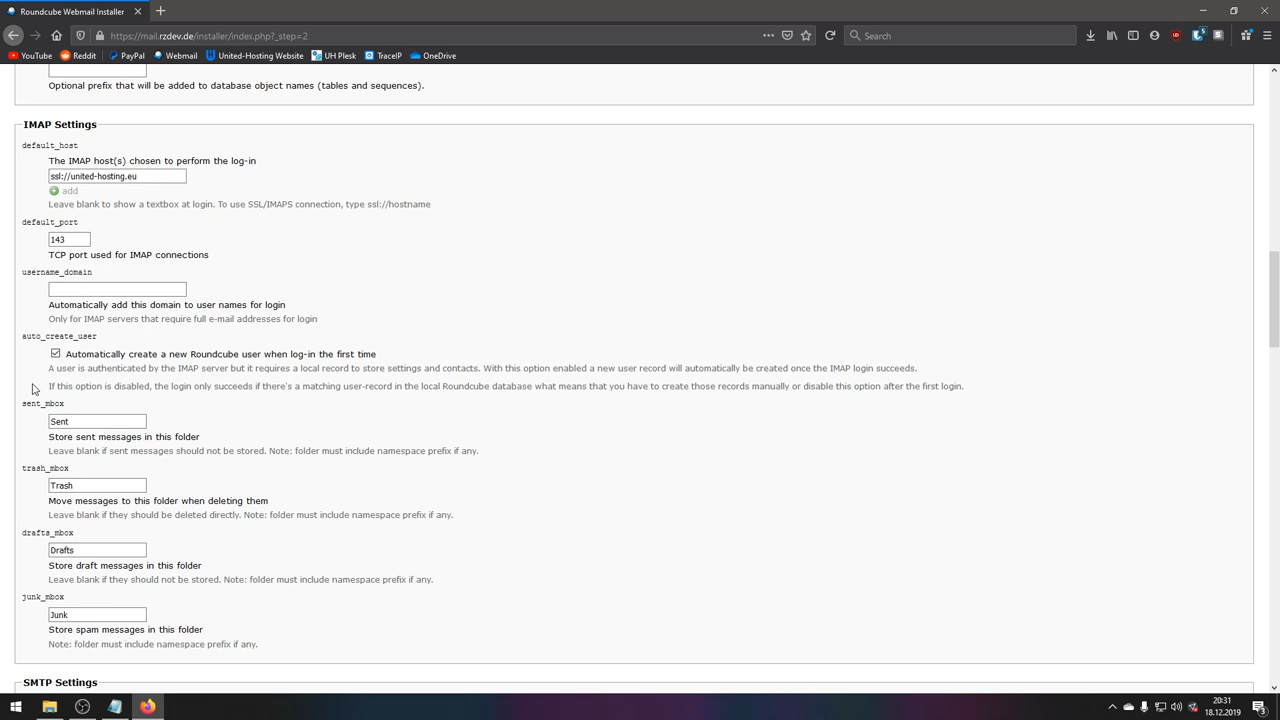 Roundcube Webmail Installer
https://mail.rzdev.de/installer/index.php?_step=2
Search
YouTube
Reddit
PayPal
Webmail
United-Hosting Website
UH Plesk
TraceIP
OneDrive
Optional prefix that will be added to database object names (tables and sequences).
IMAP Settings
default_host
The IMAP host(s) chosen to perform the log-in
ssl://united-hosting.eu
add
Leave blank to show a textbox at login. To use SSL/IMAPS connection, type ssl://hostname
default_port
143
TCP port used for IMAP connections
username_domain
Automatically add this domain to user names for login
Only for IMAP servers that require full e-mail addresses for login
auto_create_user
Automatically create a new Roundcube user when log-in the first time
A user is authenticated by the IMAP server but it requires a local record to store settings and contacts. With this option enabled a new user record will automatically be created once the IMAP login succeeds.
If this option is disabled, the login only succeeds if there's a matching user-record in the local Roundcube database what means that you have to create those records manually or disable this option after the first login.
sent_mbox
Sent
Store sent messages in this folder
Leave blank if sent messages should not be stored. Note: folder must include namespace prefix if any.
trash_mbox
Trash
Move messages to this folder when deleting them
Leave blank if they should be deleted directly. Note: folder must include namespace prefix if any.
drafts_mbox
Drafts
Store draft messages in this folder
Leave blank if they should not be stored. Note: folder must include namespace prefix if any.
junk_mbox
Junk
Store spam messages in this folder
Note: folder must include namespace prefix if any.
SMTP Settings
20:31
18.12.2019